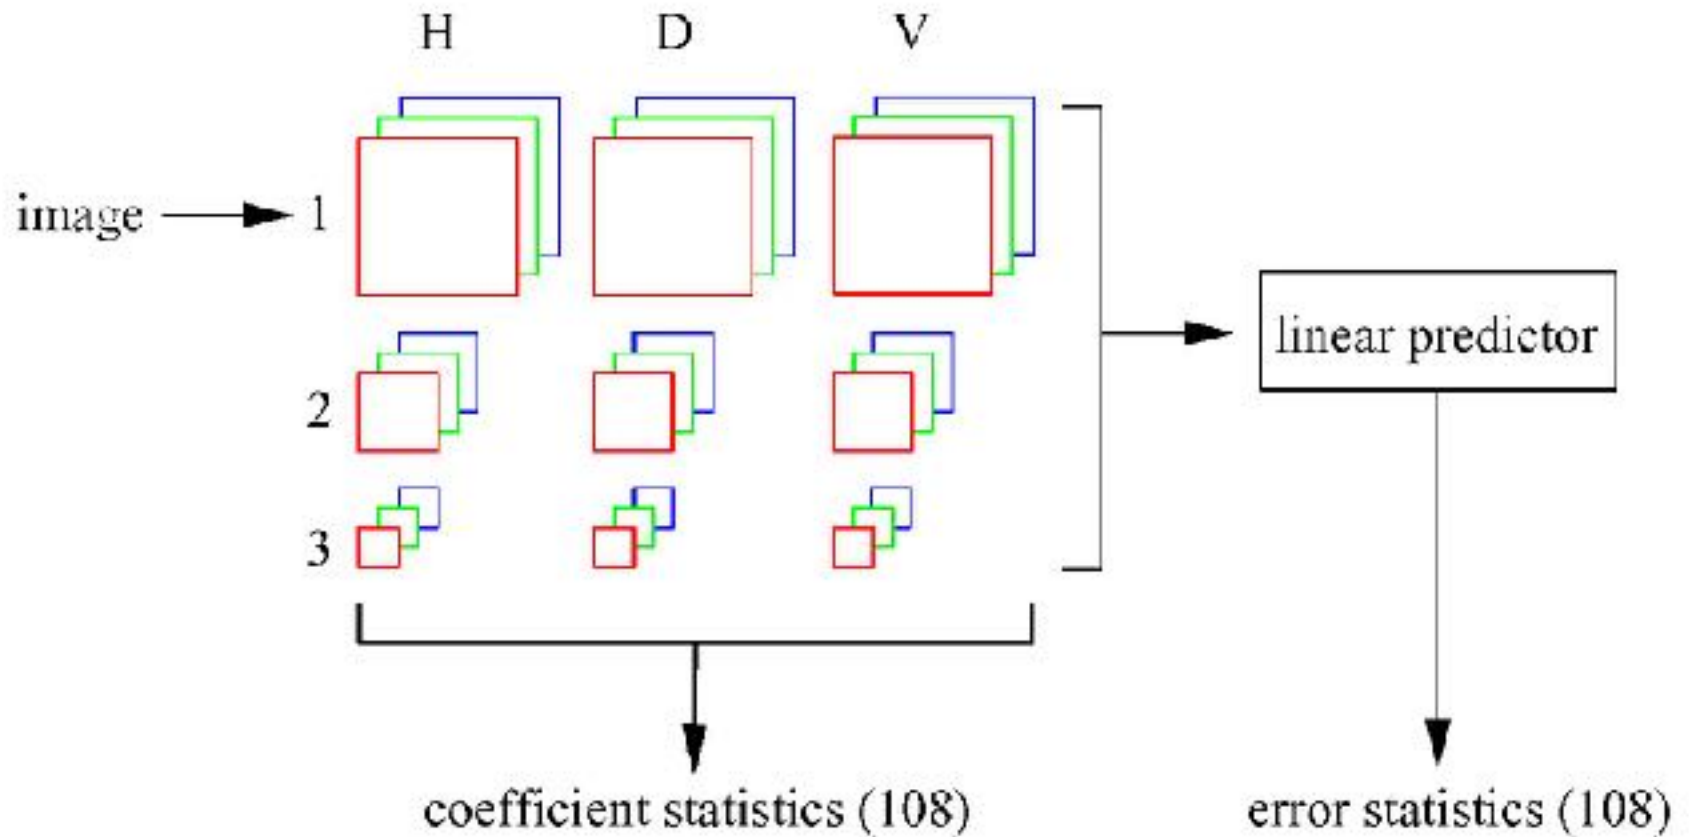 H D V
image 1
linear predictor
2
3
coefficient statistics (108)
error statistics (108)